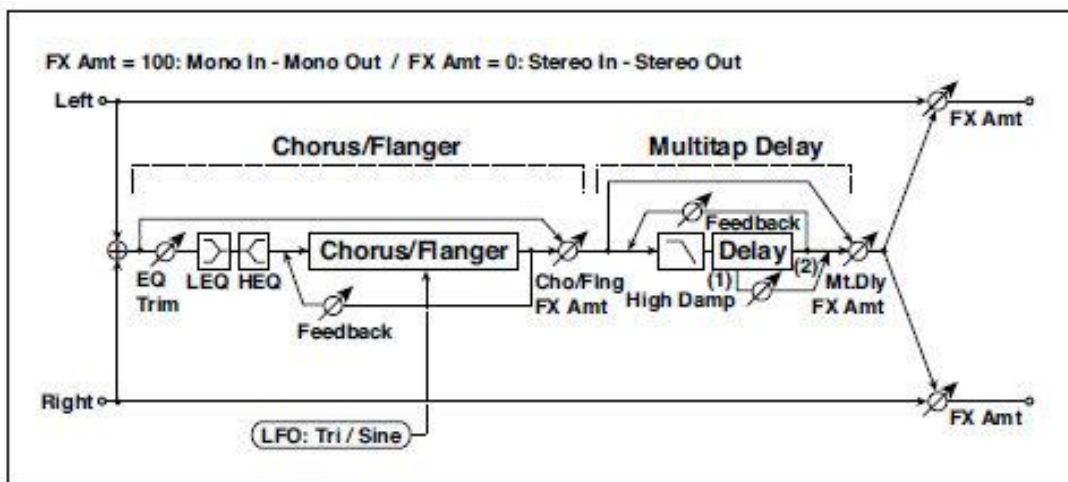 FX Amt = 100: Mono In - Mono Out / FX Amt = 0: Stereo In - Stereo Out
Left
FX Amt
Chorus/Flanger
Multitap Delay
Feedback
Chorus/Flanger
Delay
EQ
Trim
LEQ
HEQ
Cho/Flng
FX Amt
High Damp
(1)
(2)
Mt.Dly
FX Amt
Feedback
Right
FX Amt
LFO: Tri / Sine